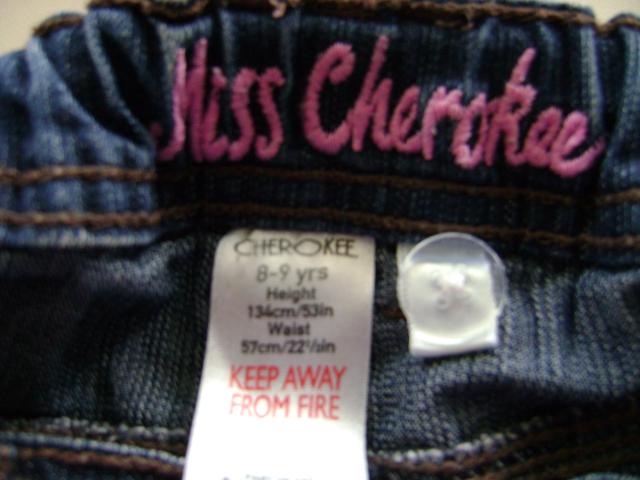 Miss Cherokee
CHEROKEE
8-9 yrs
Height
134cm/53in
Waist
57cm/22½in
KEEP AWAY
FROM FIRE